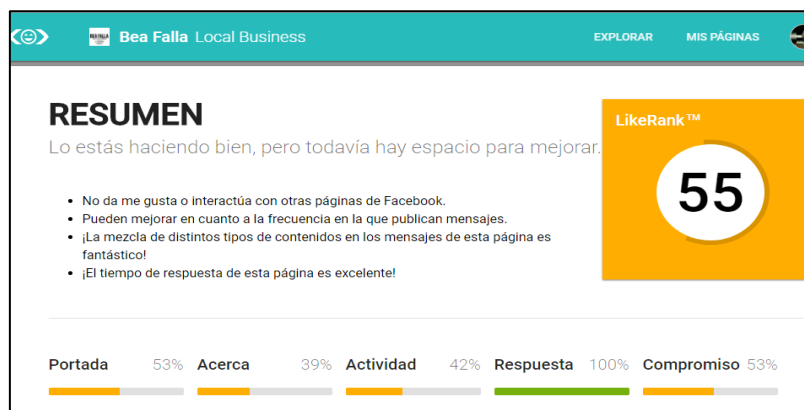 Bea Falla Local Business
EXPLORAR
MIS PÁGINAS
RESUMEN
Lo estás haciendo bien, pero todavía hay espacio para mejorar.
LikeRank™
55
• No da me gusta o interactúa con otras páginas de Facebook.
• Pueden mejorar en cuanto a la frecuencia en la que publican mensajes.
• ¡La mezcla de distintos tipos de contenidos en los mensajes de esta página es
fantástico!
• ¡El tiempo de respuesta de esta página es excelente!
Portada 53% Acerca 39% Actividad 42% Respuesta 100% Compromiso 53%